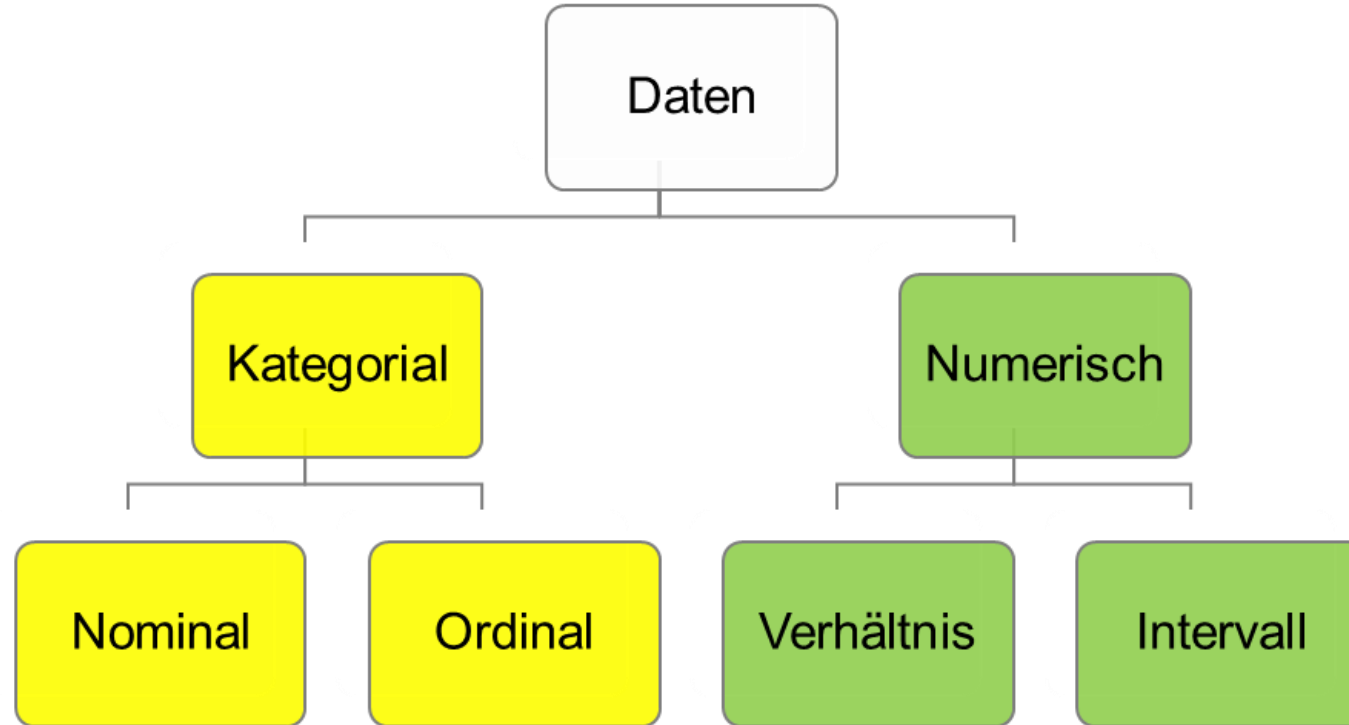 Daten
Kategorial
Numerisch
Nominal
Ordinal
Verhältnis
Intervall